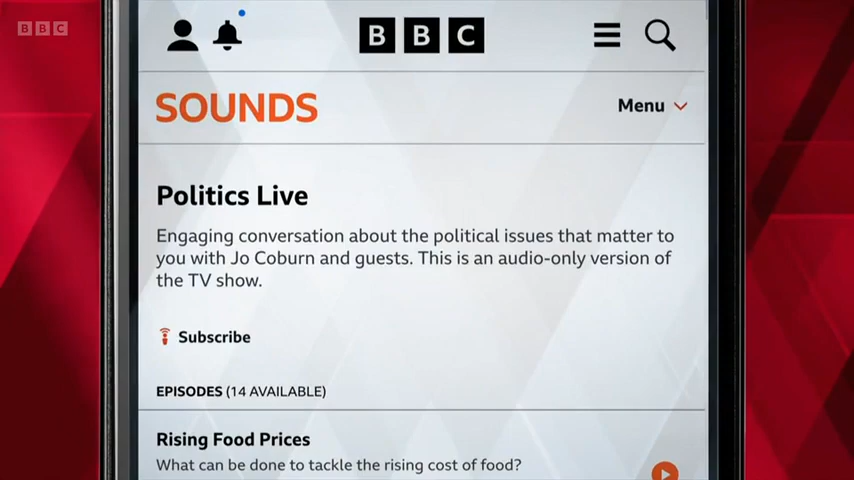 BBC
BBC
SOUNDS
Menu
Politics Live
Engaging conversation about the political issues that matter to
you with Jo Coburn and guests. This is an audio-only version of
the TV show.
Subscribe
EPISODES (14 AVAILABLE)
Rising Food Prices
What can be done to tackle the rising cost of food?